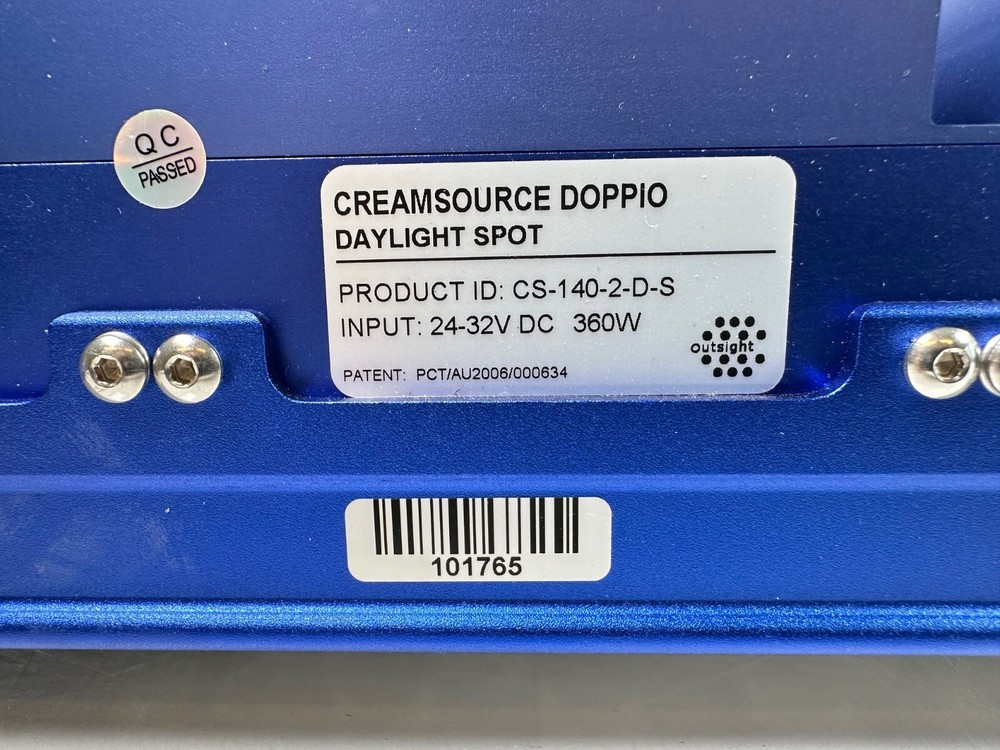 QC
PASSED
CREAMSOURCE DOPPIO
DAYLIGHT SPOT
PRODUCT ID: CS-140-2-D-S
INPUT: 24-32V DC 360W
outsight
PATENT: PCT/AU2006/000634
101765